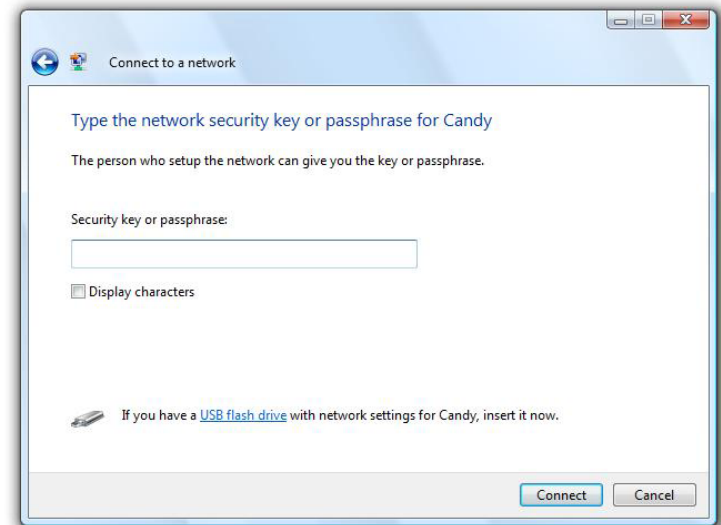 Connect to a network
Type the network security key or passphrase for Candy
The person who setup the network can give you the key or passphrase.
Security key or passphrase:
Display characters
If you have a USB flash drive with network settings for Candy, insert it now.
Connect Cancel